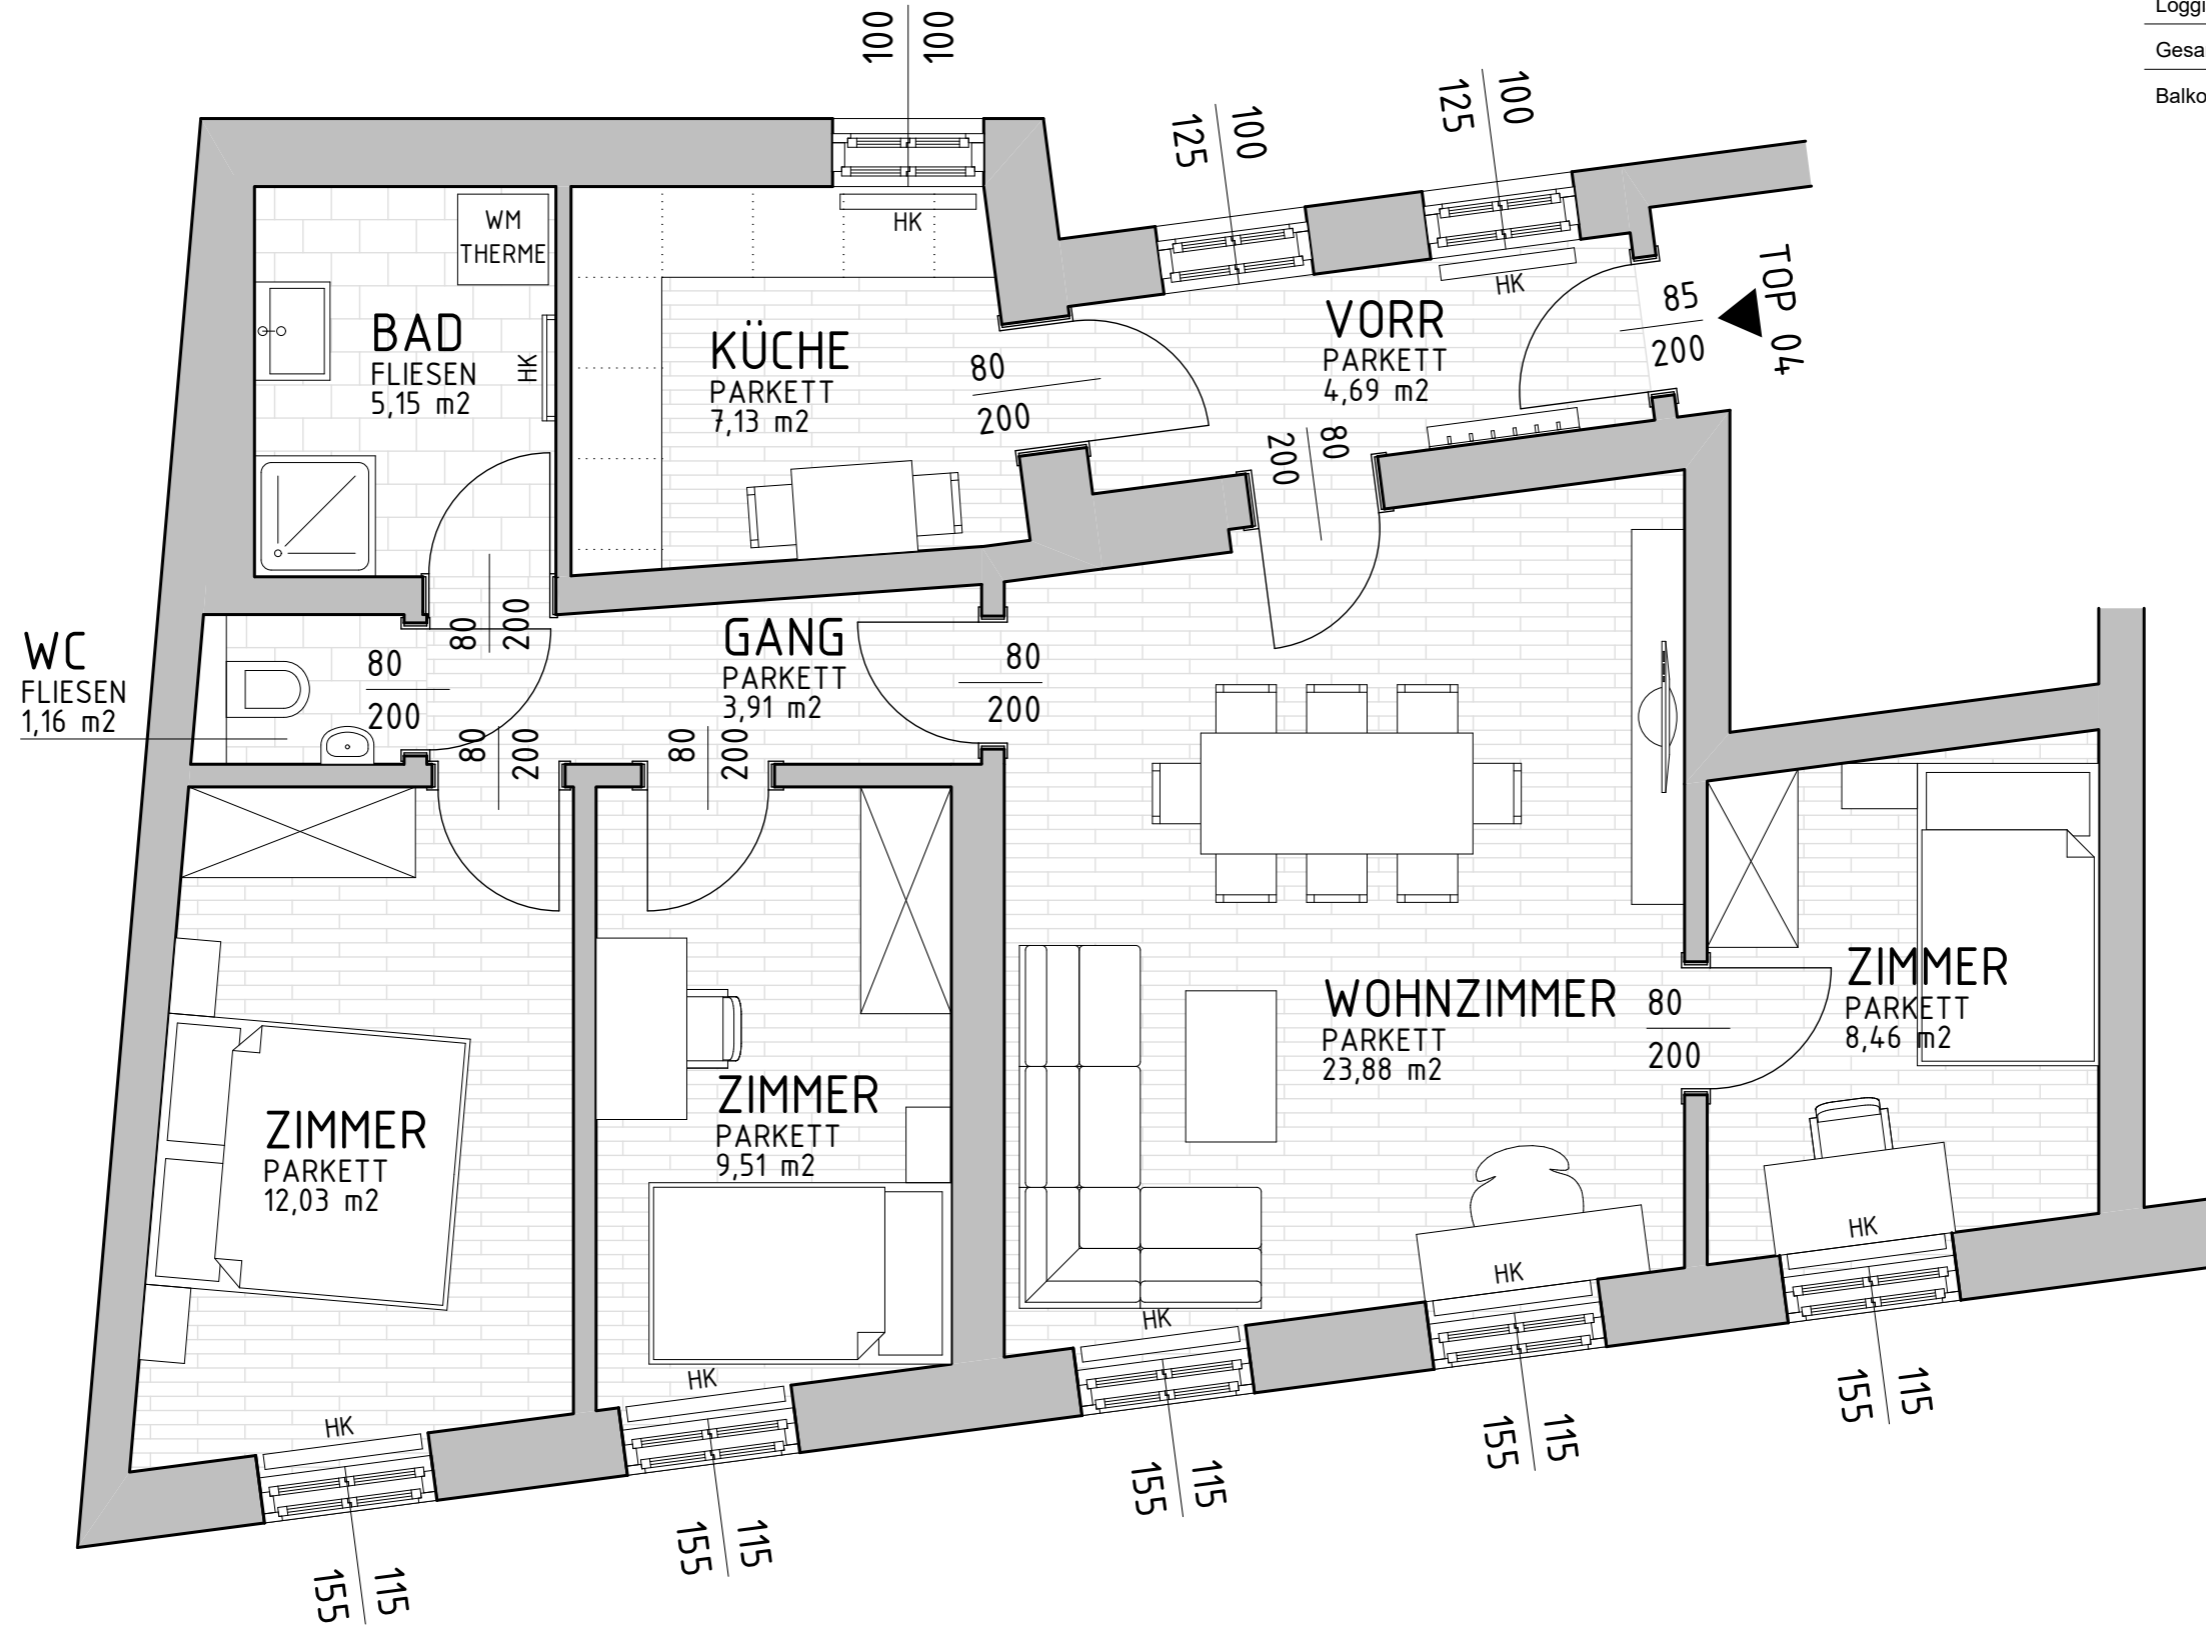 Loggi
Gesa
Balko
100
100
125
100
125
100
WM
THERME
HK
HK
HK
TOP 04
85
200
BAD
FLIESEN
5,15 m2
KÜCHE
PARKETT
7,13 m2
80
200
VORR
PARKETT
4,69 m2
80
200
WC
FLIESEN
1,16 m2
80
200
80
200
GANG
PARKETT
3,91 m2
80
200
80
200
80
200
ZIMMER
PARKETT
12,03 m2
ZIMMER
PARKETT
9,51 m2
WOHNZIMMER
PARKETT
23,88 m2
80
200
ZIMMER
PARKETT
8,46 m2
HK
HK
HK
HK
HK
155
115
155
115
155
115
155
115
155
115